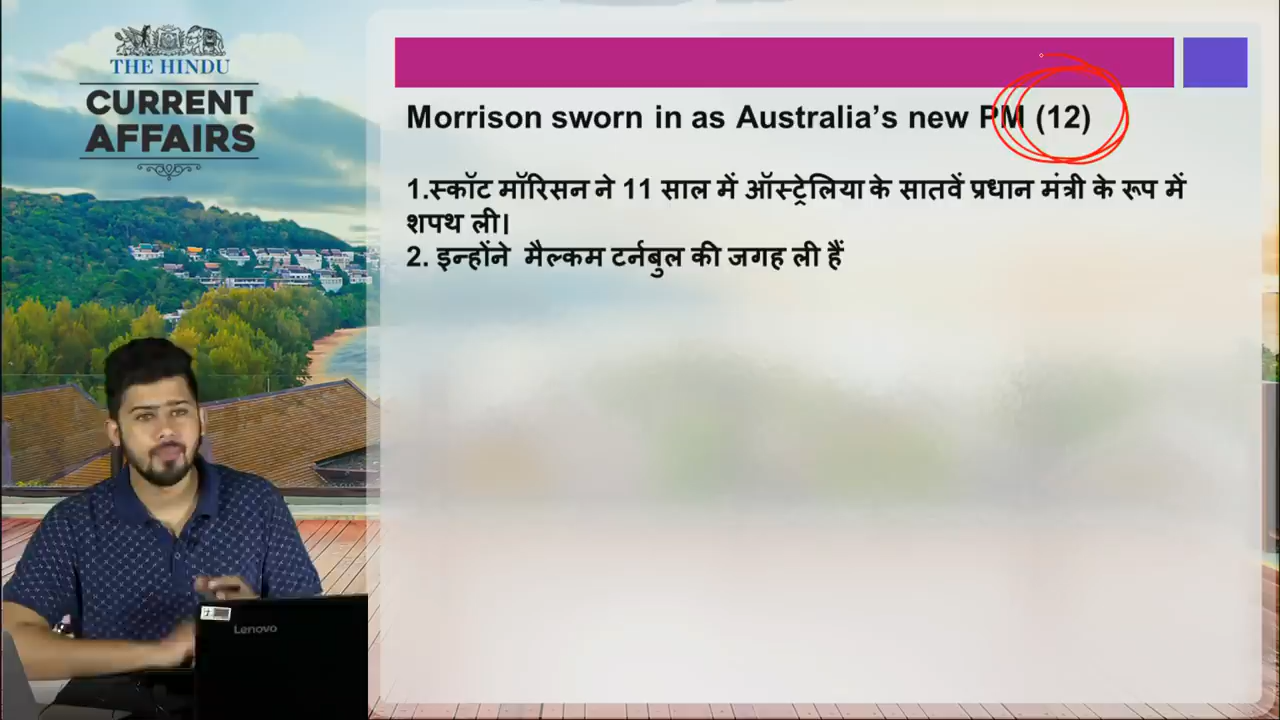 THE HINDU
CURRENT
AFFAIRS
Morrison sworn in as Australia’s new PM (12)
1.स्कॉट मॉरिसन ने 11 साल में ऑस्ट्रेलिया के सातवें प्रधान मंत्री के रूप में
शपथ ली।
2. इन्होंने मैल्कम टर्नबुल की जगह ली हैं
Lenovo